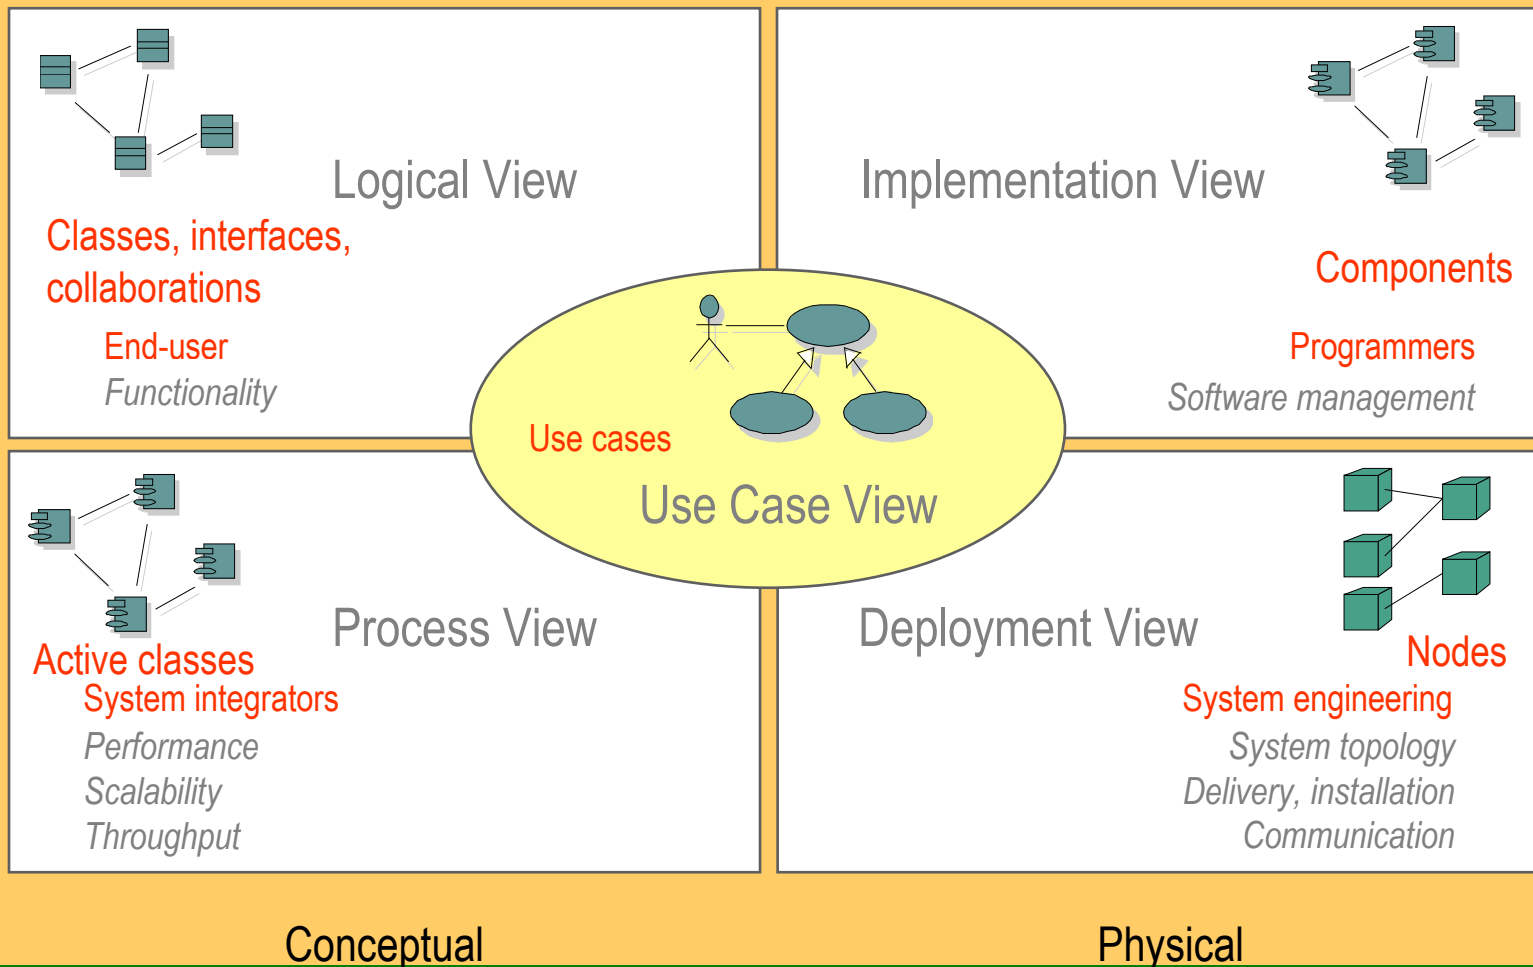 Logical View
Classes, interfaces,
collaborations
End-user
Functionality
Implementation View
Components
Programmers
Software management
Use cases
Use Case View
Process View
Active classes
System integrators
Performance
Scalability
Throughput
Deployment View
Nodes
System engineering
System topology
Delivery, installation
Communication
Conceptual
Physical